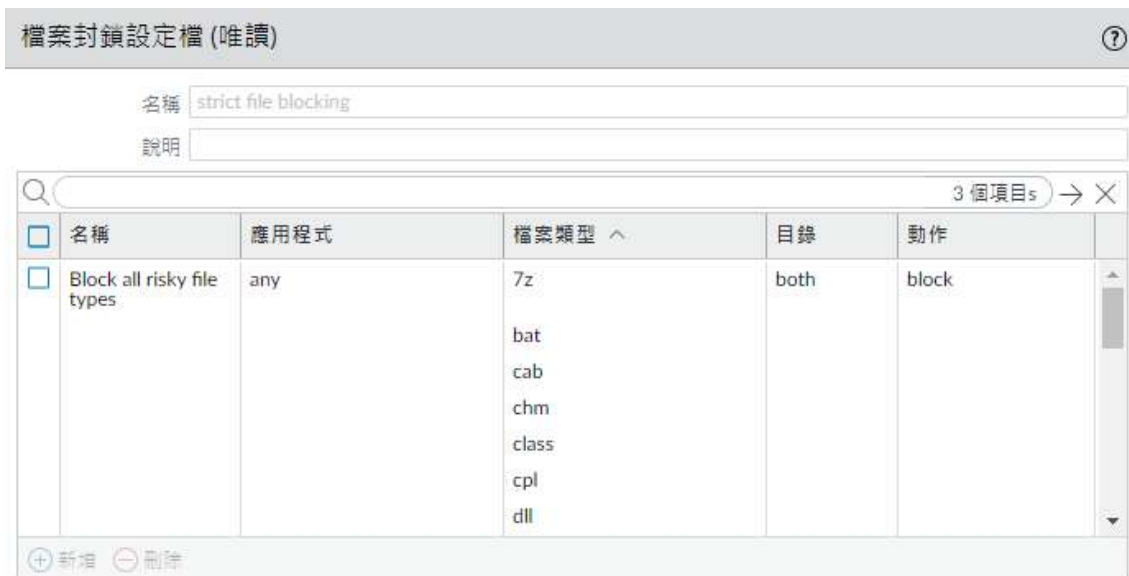 檔案封鎖設定檔 (唯讀)
名稱 strict file blocking
說明
3 個項目s
名稱 應用程式 檔案類型 目錄 動作
Block all risky file types any 7z both block
bat
cab
chm
class
cpl
dll
新增 刪除